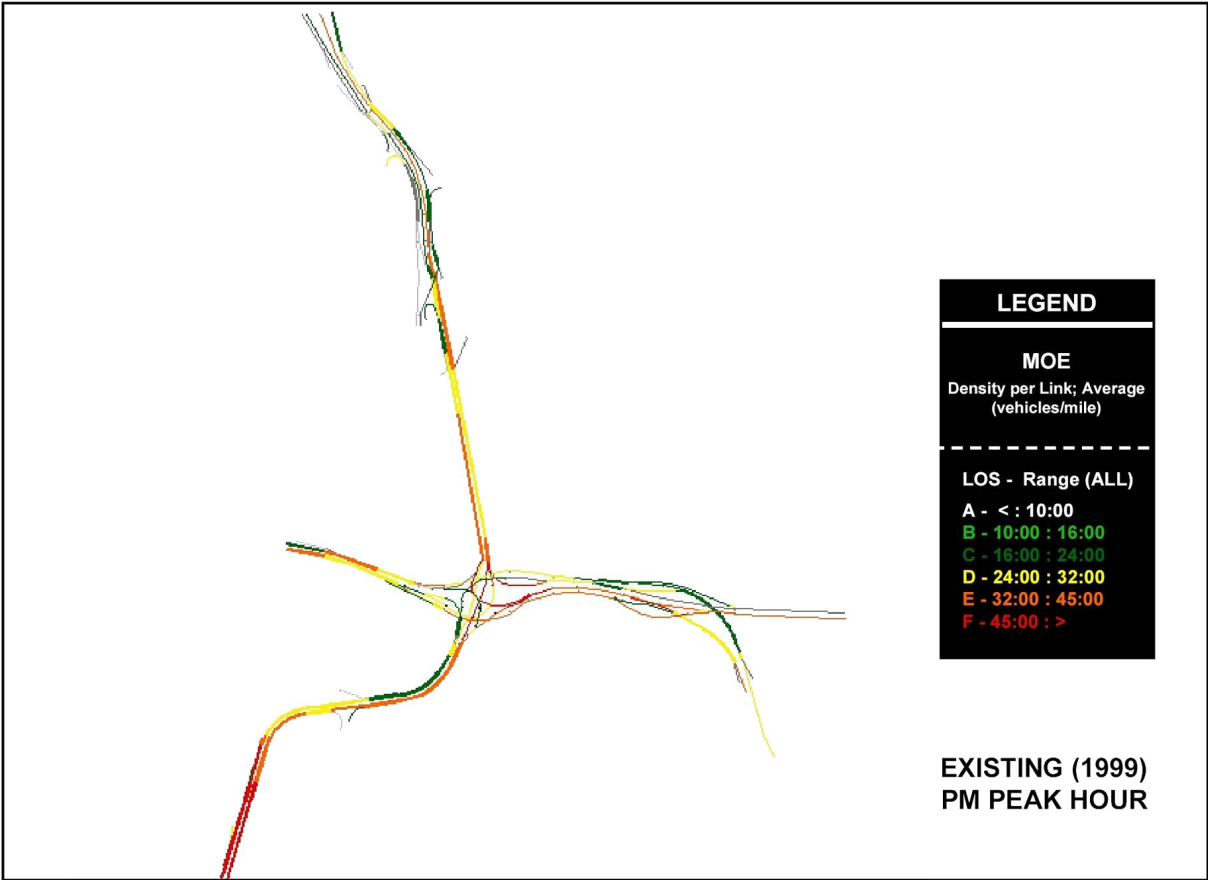 LEGEND
MOE
Density per Link; Average
(vehicles/mile)
LOS - Range (ALL)
A - < : 10:00
B - 10:00 : 16:00
C - 16:00 : 24:00
D - 24:00 : 32:00
E - 32:00 : 45:00
F - 45:00 : >
EXISTING (1999)
PM PEAK HOUR